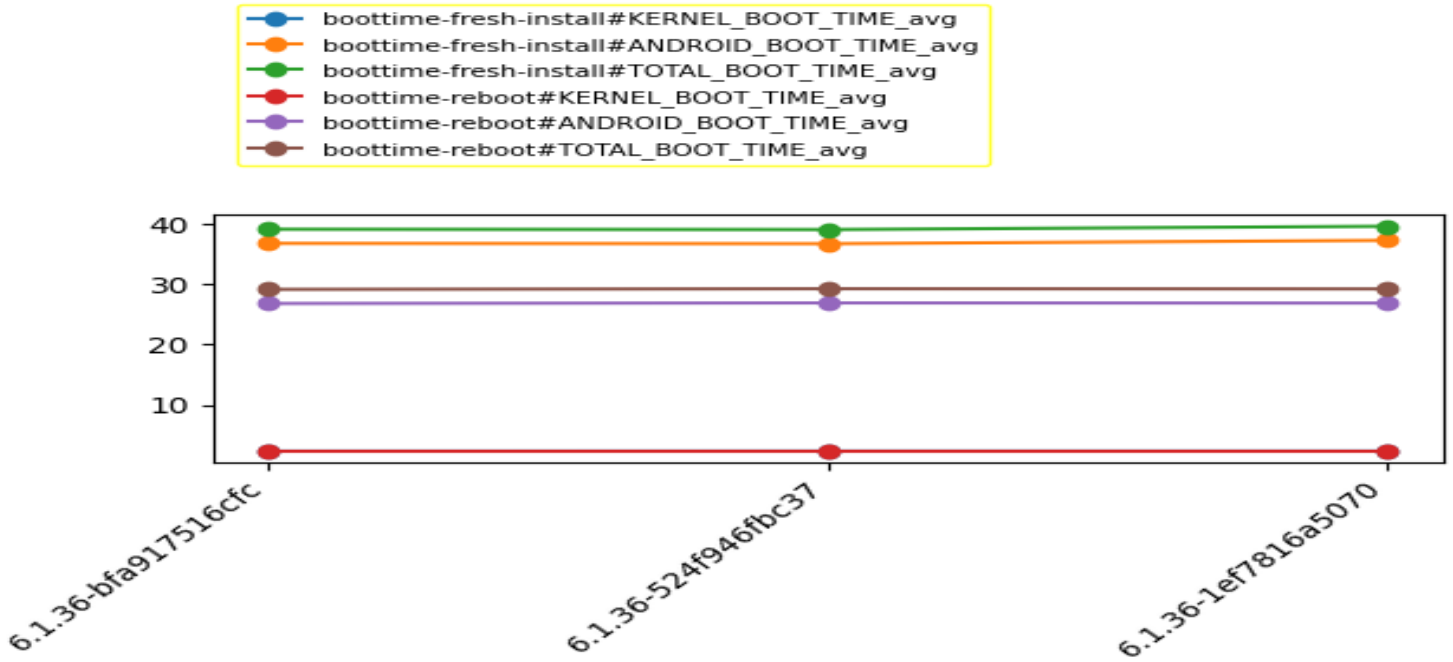 boottime-fresh-install#KERNEL_BOOT_TIME_avg
boottime-fresh-install#ANDROID_BOOT_TIME_avg
boottime-fresh-install#TOTAL_BOOT_TIME_avg
boottime-reboot#KERNEL_BOOT_TIME_avg
boottime-reboot#ANDROID_BOOT_TIME_avg
boottime-reboot#TOTAL_BOOT_TIME_avg
40
30
20
10
6.1.36-bfa917516cfc
6.1.36-524f946fbc37
6.1.36-1ef7816a5070